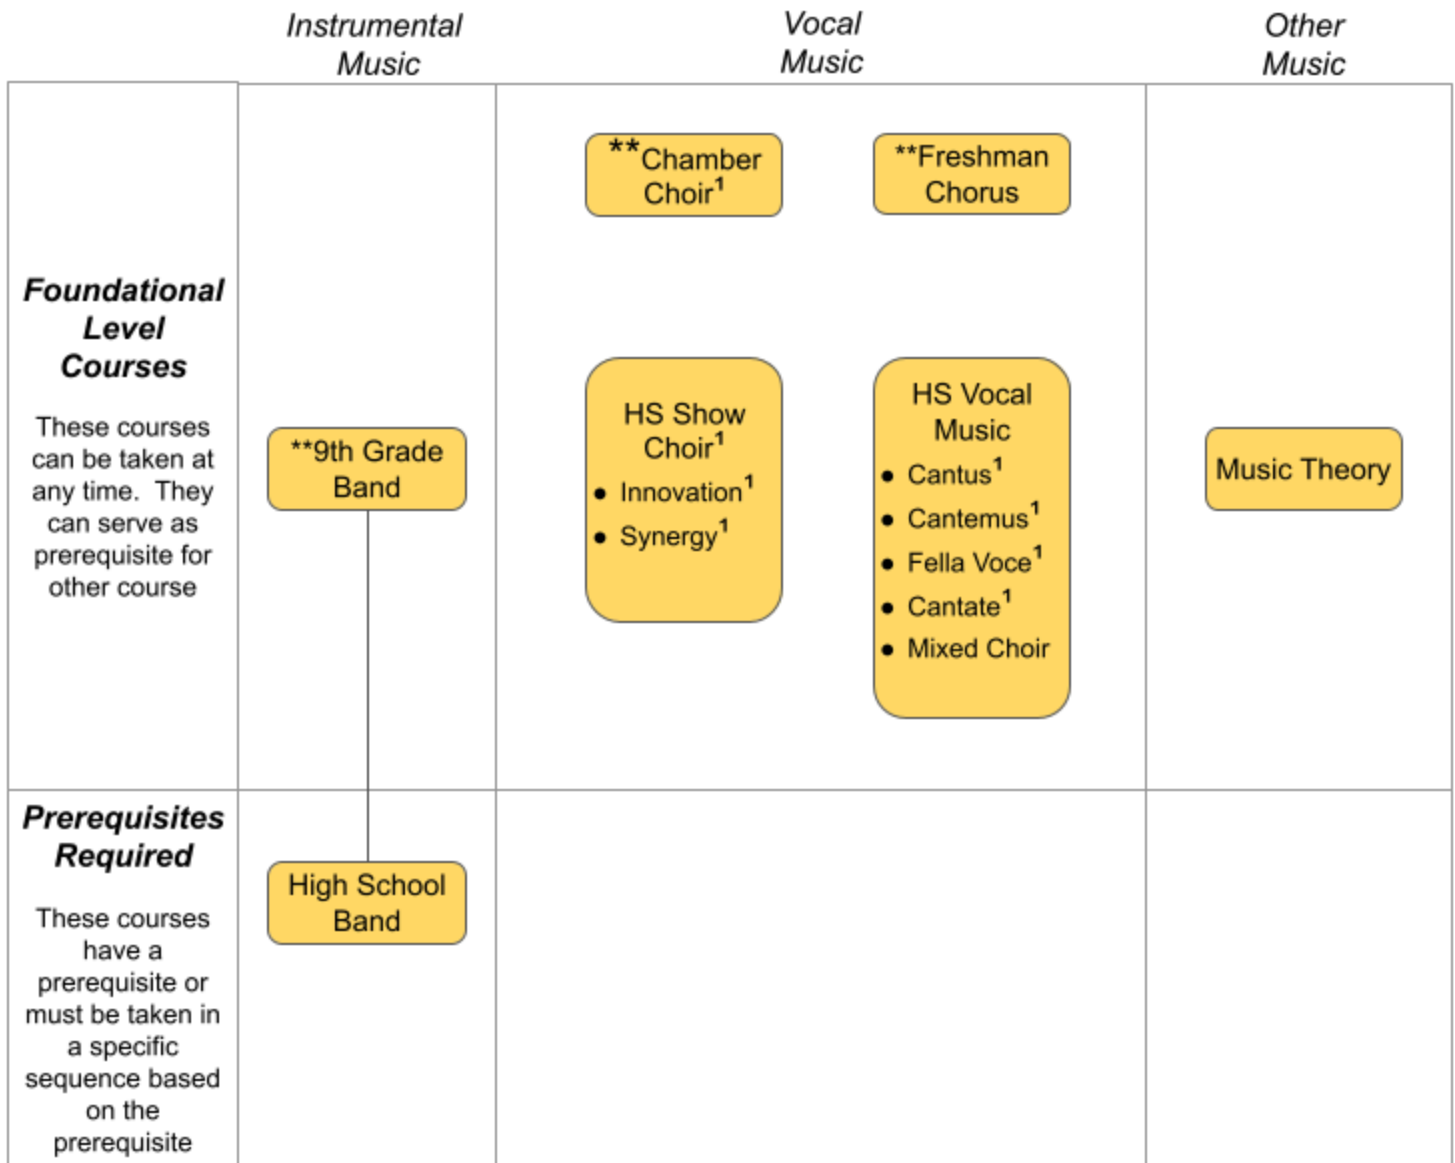 Instrumental
Music
Vocal
Music
Other
Music
Foundational
Level
Courses
These courses
can be taken at
any time. They
can serve as
prerequisite for
other course
**9th Grade
Band
**Chamber
Choir¹
**Freshman
Chorus
HS Show
Choir¹
● Innovation¹
● Synergy¹
HS Vocal
Music
● Cantus¹
● Cantemus¹
● Fella Voce¹
● Cantate¹
● Mixed Choir
Music Theory
Prerequisites
Required
These courses
have a
prerequisite or
must be taken in
a specific
sequence based
on the
prerequisite
High School
Band